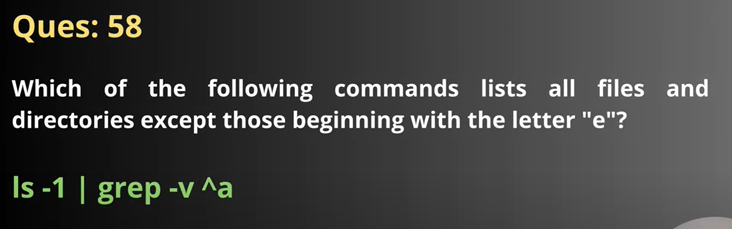 Ques: 58
Which of the following commands lists all files and
directories except those beginning with the letter "e"?
ls -1 | grep -v ^a